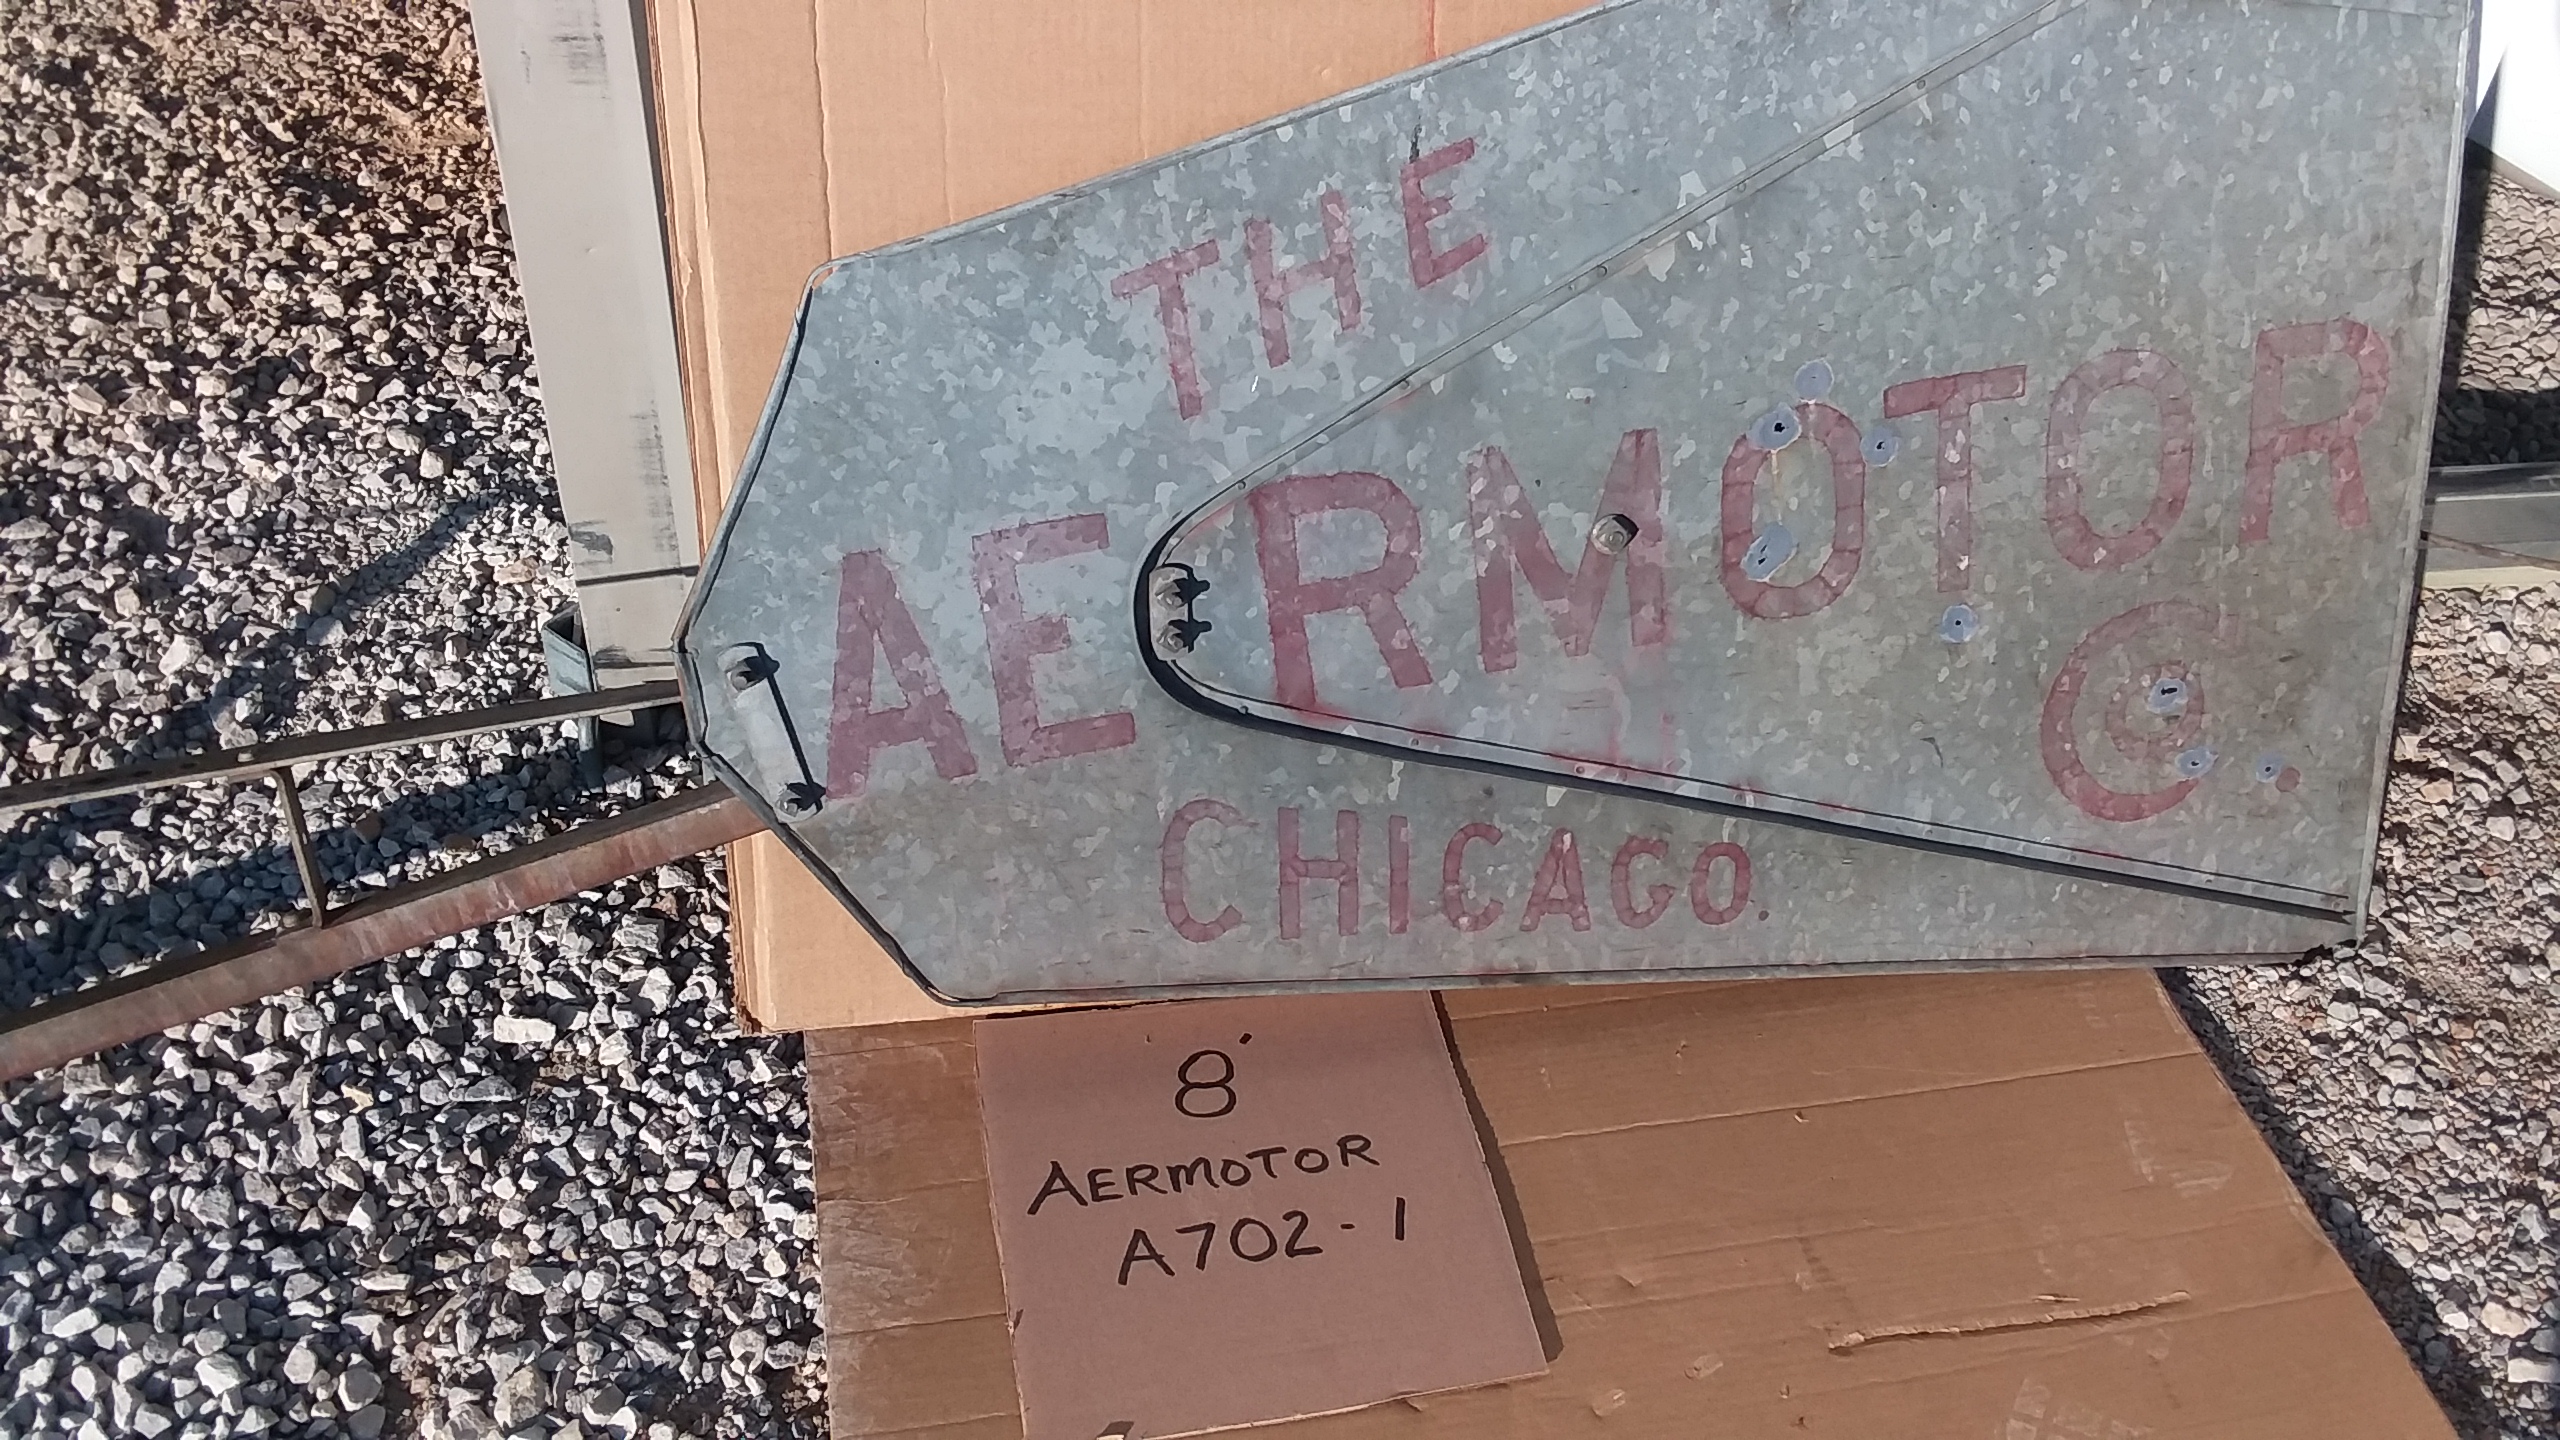 THE
AERMOTOR
Co.
CHICAGO.
8'
AERMOTOR
A702-1